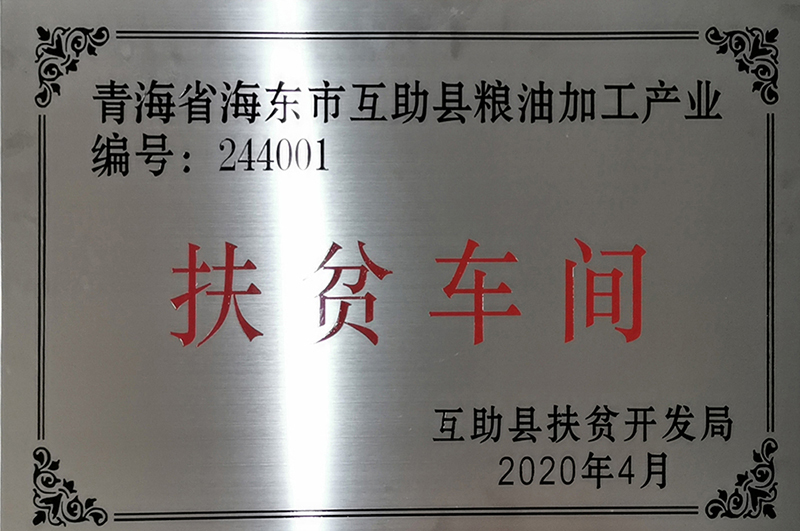 青海省海东市互助县粮油加工产业
编号：244001
扶贫车间
互助县扶贫开发局
2020年4月